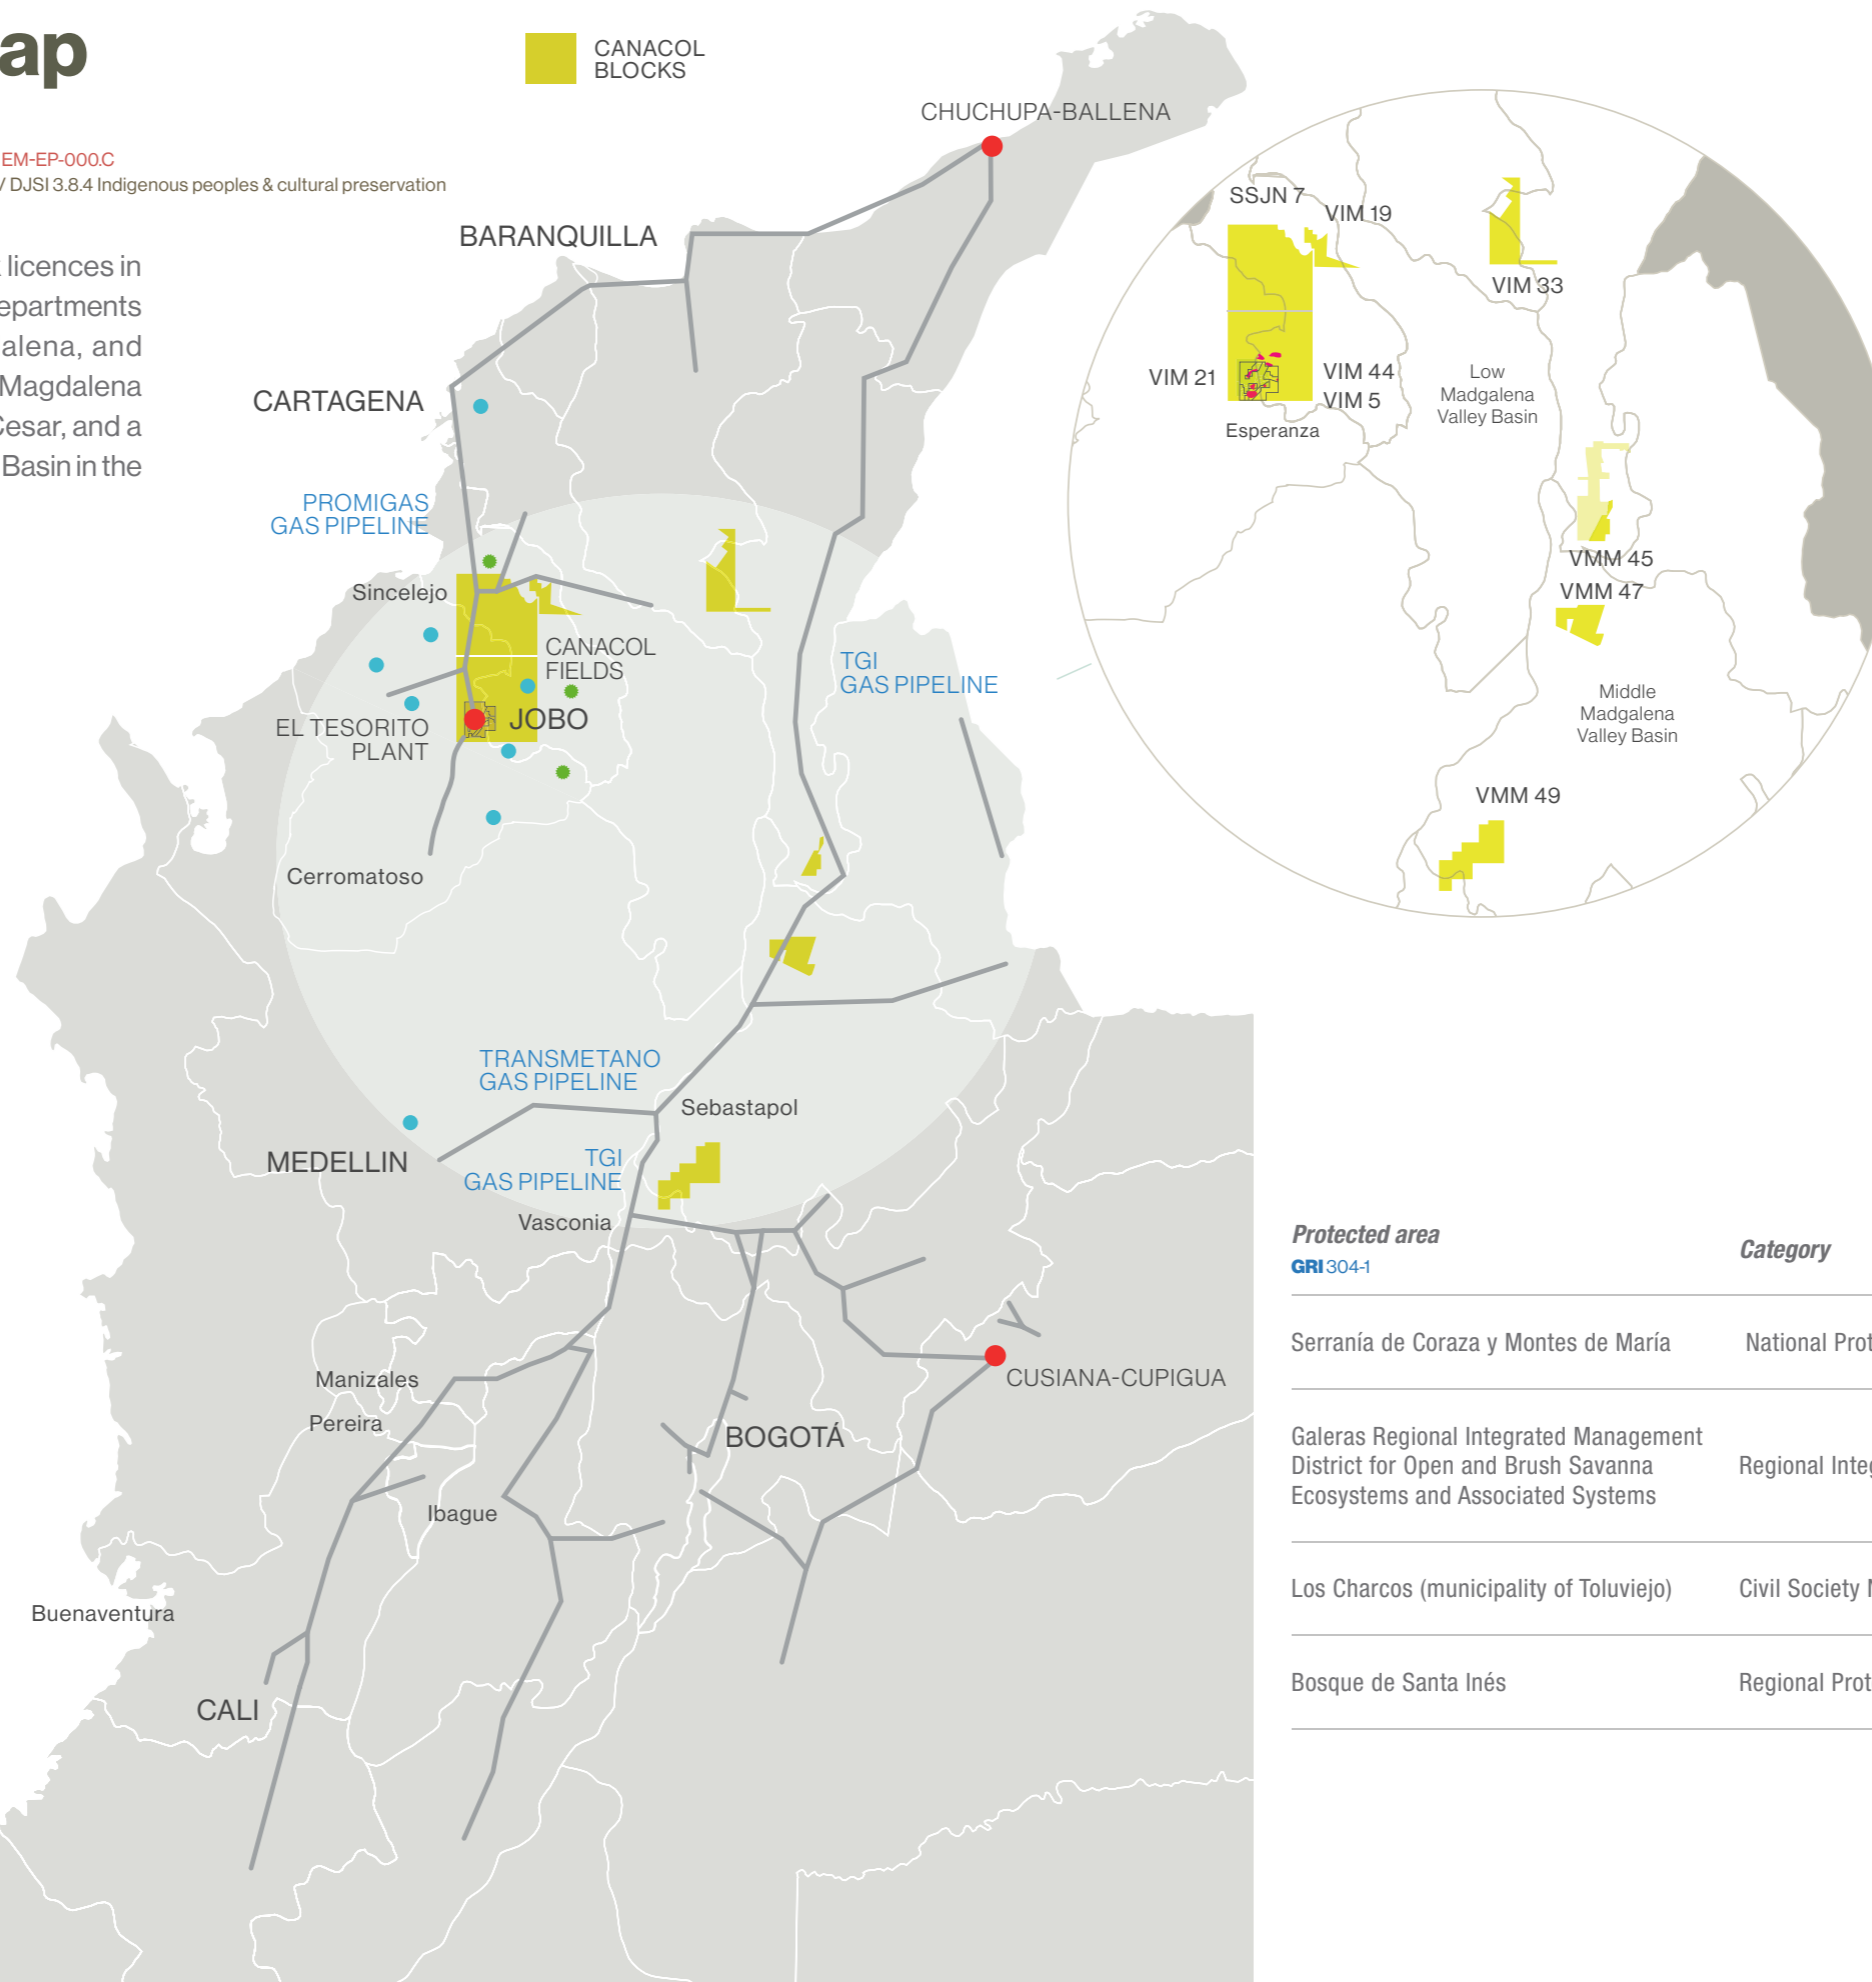 ap
EM-EP-000.C
/ DJSI 3.8.4 Indigenous peoples & cultural preservation
licences in
epartments
alena, and
Magdalena
Cesar, and a
Basin in the
CANACOL
BLOCKS
CHUCHUPA-BALLENA
BARANQUILLA
CARTAGENA
PROMIGAS
GAS PIPELINE
Sincelejo
CANACOL
FIELDS
TGI
GAS PIPELINE
EL TESORITO
PLANT
JOBO
Cerromatoso
TRANSMETANO
GAS PIPELINE
Sebastapol
MEDELLIN
TGI
GAS PIPELINE
Vasconia
CUSIANA-CUPIGUA
Manizales
Pereira
BOGOTÁ
Ibague
Buenaventura
CALI
SSJN 7
VIM 19
VIM 33
VIM 21
VIM 44
VIM 5
Esperanza
Low
Madgalena
Valley Basin
VMM 45
VMM 47
Middle
Madgalena
Valley Basin
VMM 49
Protected area
GRI 304-1
Category
Serranía de Coraza y Montes de María
National Prot
Galeras Regional Integrated Management
District for Open and Brush Savanna
Ecosystems and Associated Systems
Regional Integ
Los Charcos (municipality of Toluviejo)
Civil Society
Bosque de Santa Inés
Regional Prot